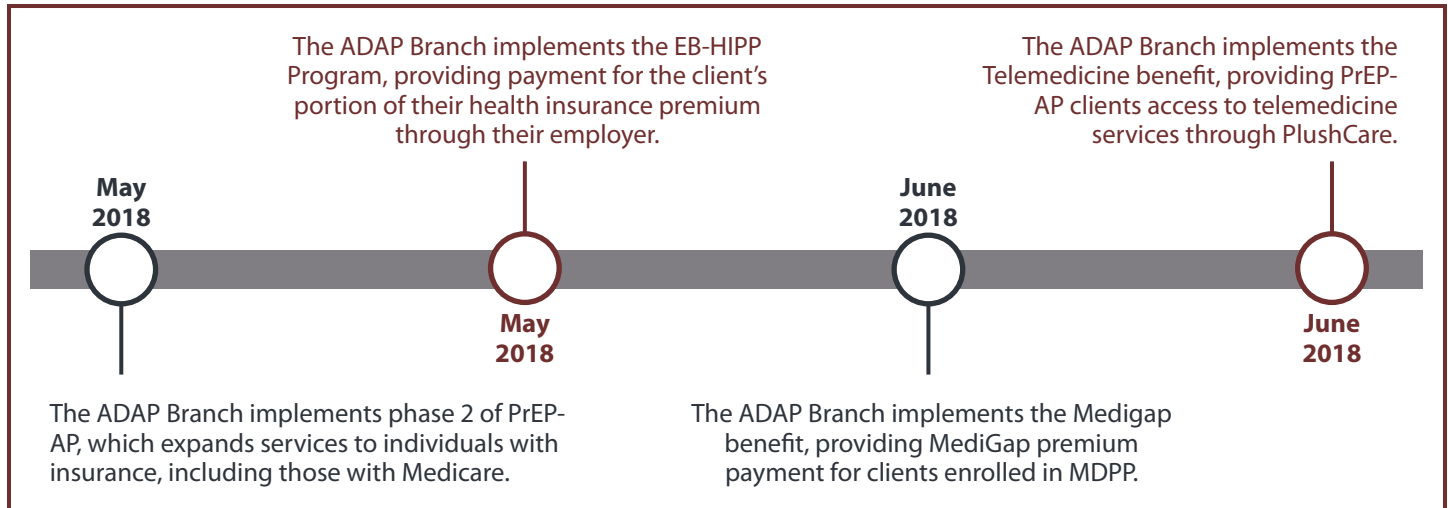 The ADAP Branch implements the EB-HIPP
Program, providing payment for the client’s
portion of their health insurance premium
through their employer.
The ADAP Branch implements the
Telemedicine benefit, providing PrEP-
AP clients access to telemedicine
services through PlushCare.
May
2018
June
2018
May
2018
June
2018
The ADAP Branch implements phase 2 of PrEP-
AP, which expands services to individuals with
insurance, including those with Medicare.
The ADAP Branch implements the Medigap
benefit, providing MediGap premium
payment for clients enrolled in MDPP.